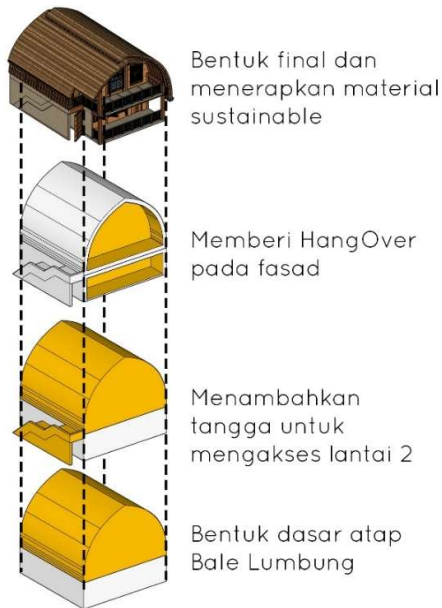 Bentuk final dan
menerapkan material
sustainable
Memberi HangOver
pada fasad
Menambahkan
tangga untuk
mengakses lantai 2
Bentuk dasar atap
Bale Lumbung